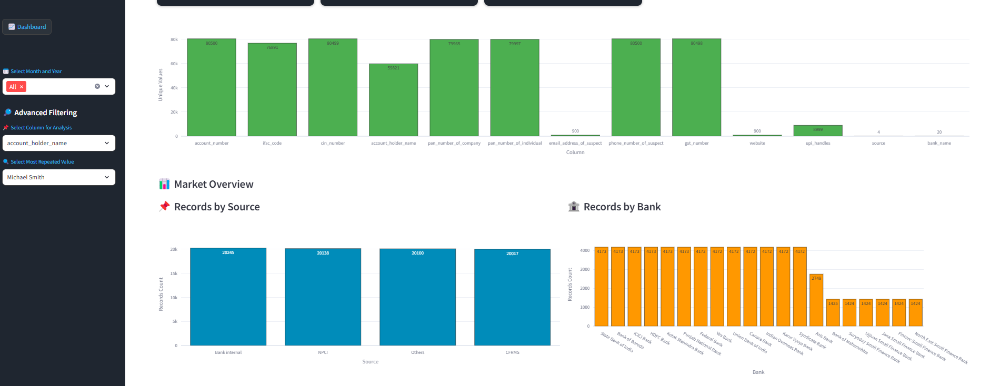 Dashboard
Select Month and Year
All ×
Advanced Filtering
Select Column for Analysis
account_holder_name
Select Most Repeated Value
Michael Smith
Unique Values
80k
60k
40k
20k
0
80500
76891
80499
59821
79965
79997
900
80500
80498
900
8999
4
20
account_number
ifsc_code
cin_number
account_holder_name
pan_number_of_company
pan_number_of_individual
email_address_of_suspect
phone_number_of_suspect
gst_number
website
upi_handles
source
bank_name
Column
Market Overview
Records by Source
Records Count
20k
15k
10k
5k
0
20245
20138
20100
20017
Bank internal
NPCI
Others
CFRMS
Source
Records by Bank
Records Count
4000
3000
2000
1000
0
4173
4173
4173
4173
4173
4173
4172
4172
4172
4172
4172
4172
4172
2748
1425
1424
1424
1424
1424
1424
State Bank of India
Bank of Baroda
ICICI Bank
HDFC Bank
Kotak Mahindra Bank
Punjab National Bank
Federal Bank
Yes Bank
Union Bank of India
Canara Bank
Indian Overseas Bank
Karur Vysya Bank
Syndicate Bank
Axis Bank
Bank of Maharashtra
Suryoday Small Finance Bank
Ujjivan Small Finance Bank
Jana Small Finance Bank
Fincare Small Finance Bank
North East Small Finance Bank
Bank